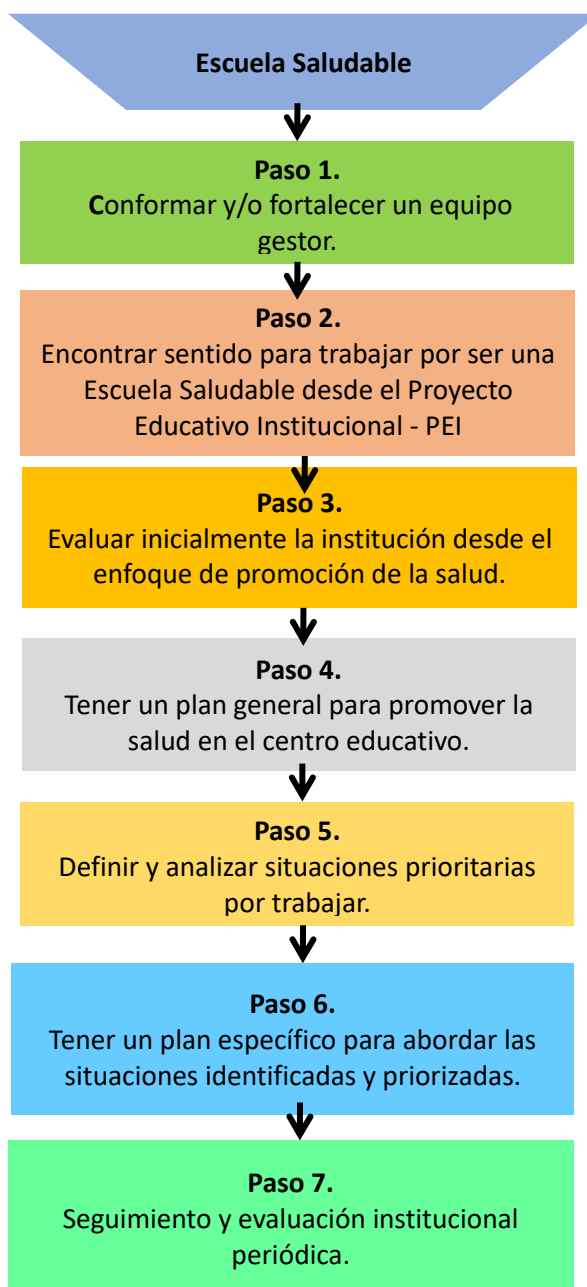 Escuela Saludable
Paso 1.
Conformar y/o fortalecer un equipo
gestor.
Paso 2.
Encontrar sentido para trabajar por ser una
Escuela Saludable desde el Proyecto
Educativo Institucional - PEI
Paso 3.
Evaluar inicialmente la institución desde el
enfoque de promoción de la salud.
Paso 4.
Tener un plan general para promover la
salud en el centro educativo.
Paso 5.
Definir y analizar situaciones prioritarias
por trabajar.
Paso 6.
Tener un plan específico para abordar las
situaciones identificadas y priorizadas.
Paso 7.
Seguimiento y evaluación institucional
periódica.